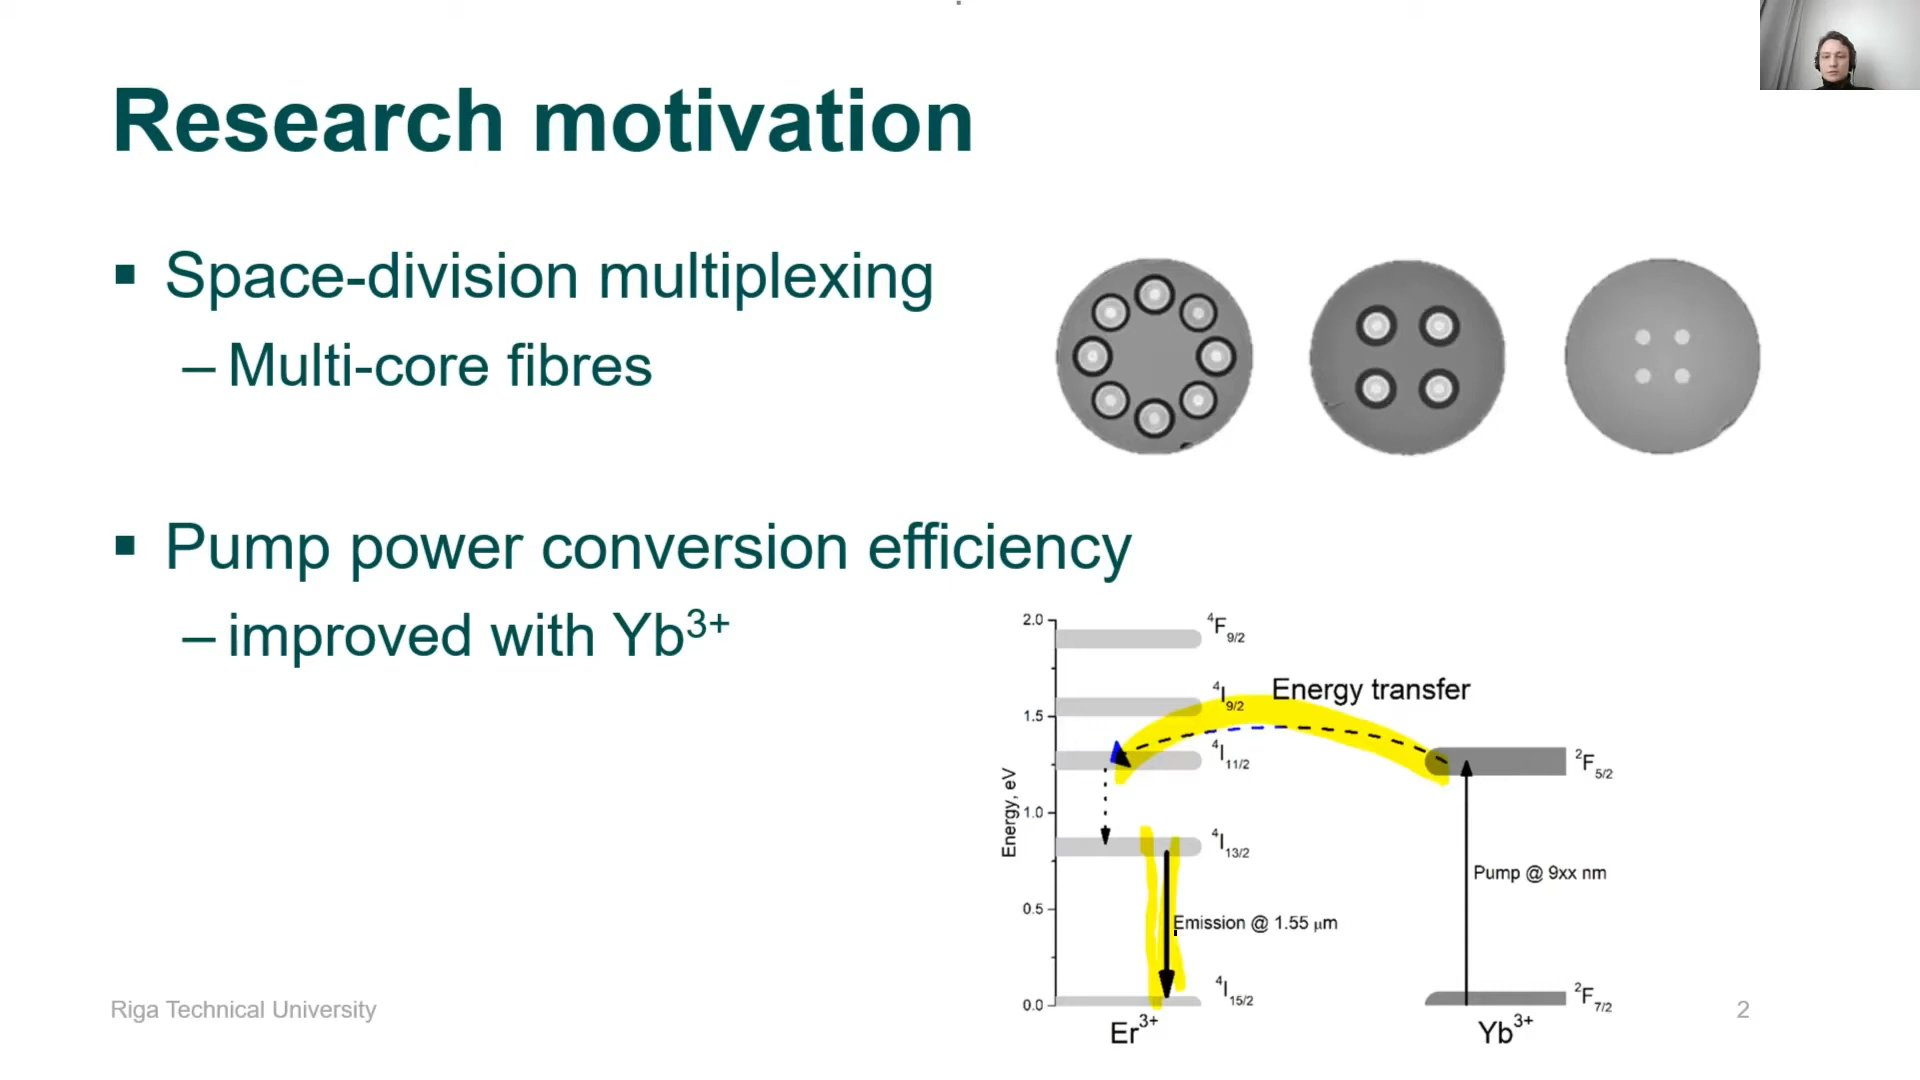 Research motivation
▪ Space-division multiplexing
– Multi-core fibres
▪ Pump power conversion efficiency
– improved with Yb³⁺
2.0
⁴F₉/₂
Energy transfer
⁴I₉/₂
1.5
⁴I₁₁/₂
²F₅/₂
Energy, eV
1.0
⁴I₁₃/₂
Pump @ 9xx nm
0.5
Emission @ 1.55 μm
⁴I₁₅/₂
²F₇/₂
0.0
Er³⁺
Yb³⁺
Riga Technical University
2